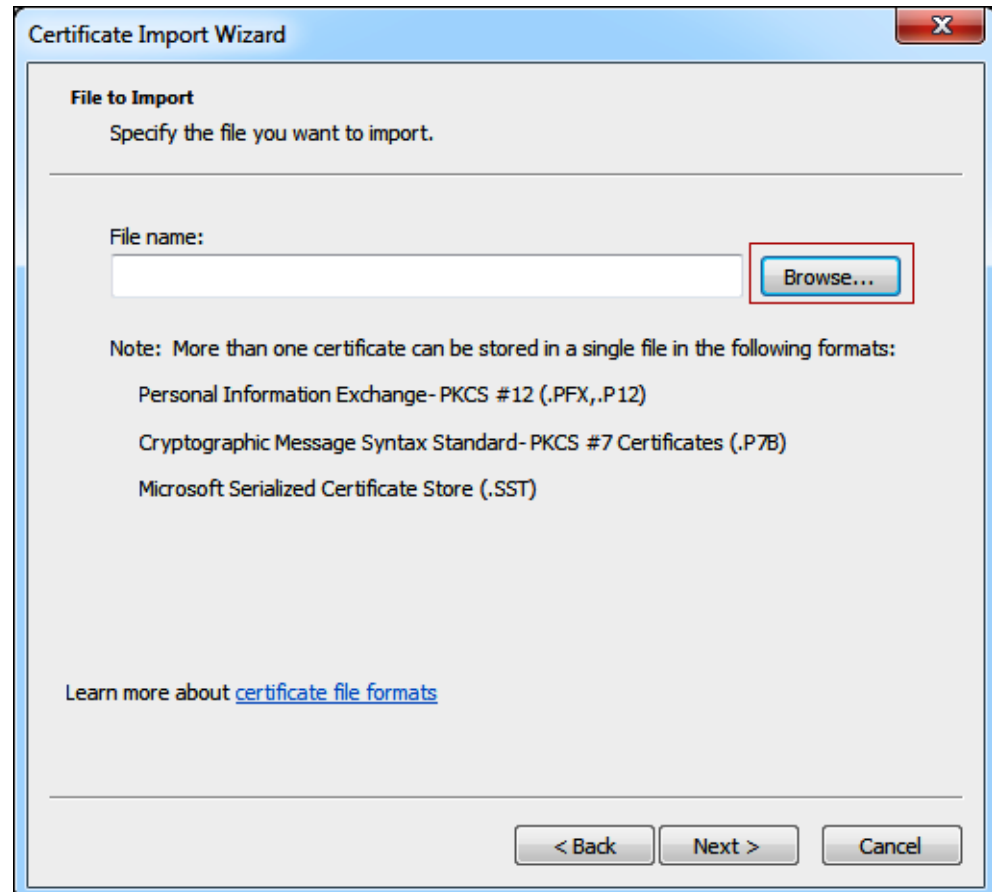 Certificate Import Wizard
File to Import
Specify the file you want to import.
File name:
Browse...
Note:  More than one certificate can be stored in a single file in the following formats:
Personal Information Exchange- PKCS #12 (.PFX,.P12)
Cryptographic Message Syntax Standard- PKCS #7 Certificates (.P7B)
Microsoft Serialized Certificate Store (.SST)
Learn more about certificate file formats
< Back Next > Cancel